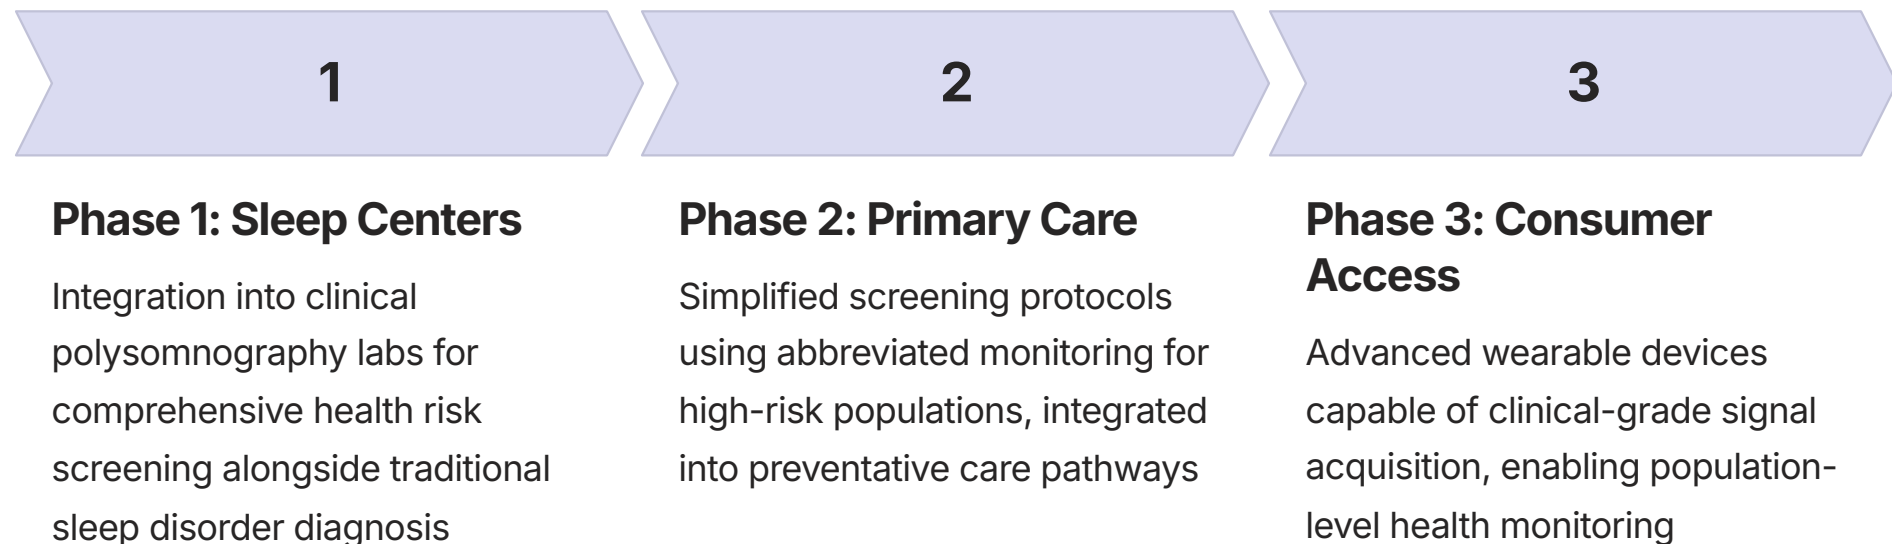 1
2
3
Phase 1: Sleep Centers
Integration into clinical
polysomnography labs for
comprehensive health risk
screening alongside traditional
sleep disorder diagnosis
Phase 2: Primary Care
Simplified screening protocols
using abbreviated monitoring for
high-risk populations, integrated
into preventative care pathways
Phase 3: Consumer
Access
Advanced wearable devices
capable of clinical-grade signal
acquisition, enabling population-
level health monitoring